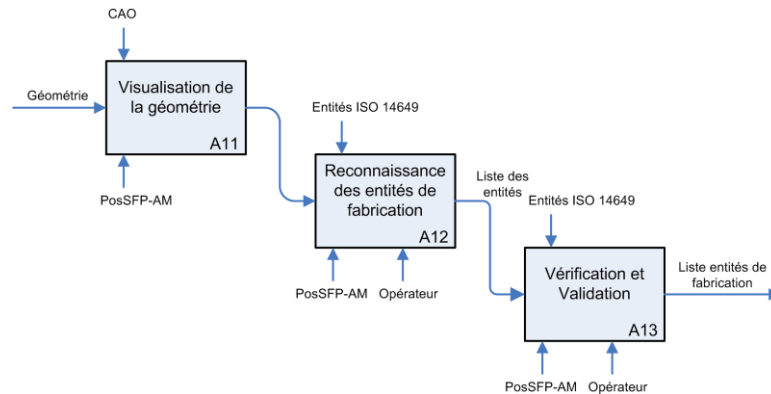 CAO
Géométrie
Visualisation de
la géométrie
A11
PosSFP-AM
Entités ISO 14649
Reconnaissance
des entités de
fabrication
A12
PosSFP-AM
Opérateur
Liste des
entités
Entités ISO 14649
Vérification et
Validation
A13
PosSFP-AM
Opérateur
Liste entités de
fabrication